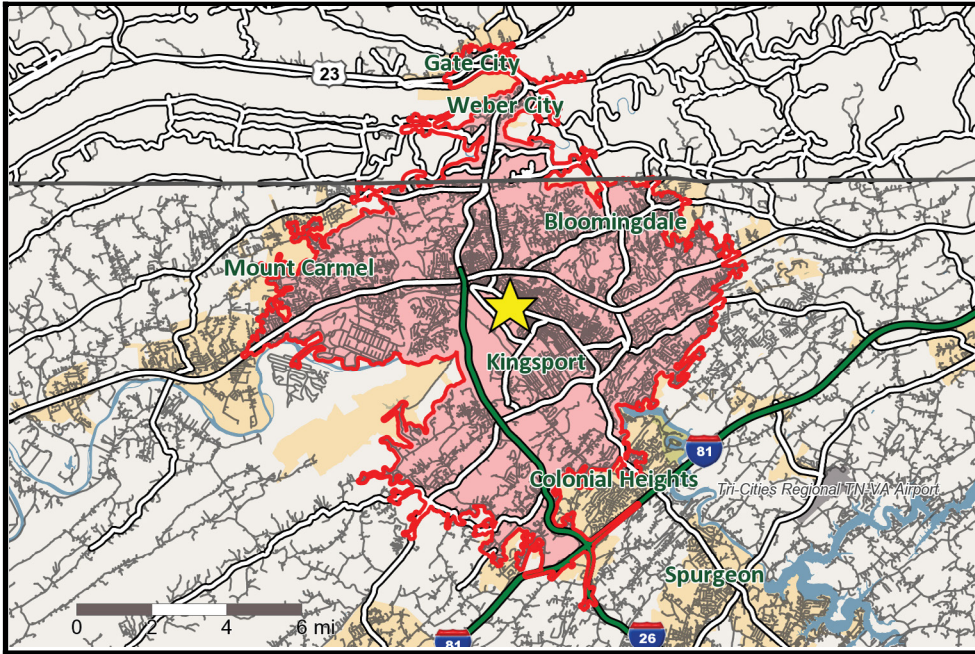 Gate City
23
Weber City
Bloomingdale
Mount Carmel
Kingsport
81
Colonial Heights
Tri-Cities Regional TN-VA Airport
Spurgeon
0 2 4 6 mi
81
26